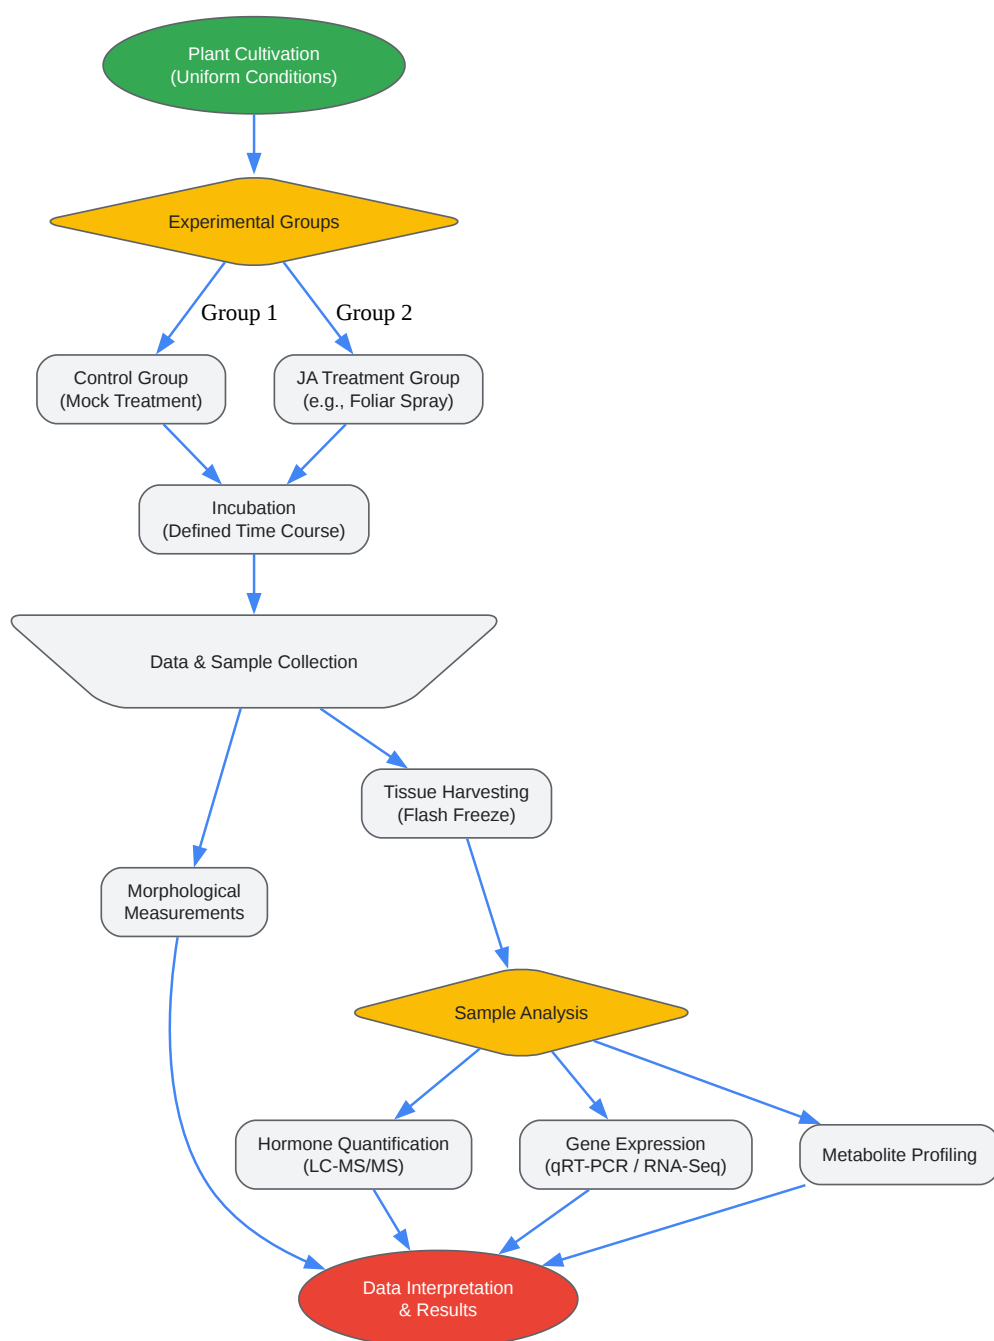 Plant Cultivation
(Uniform Conditions)
Experimental Groups
Group 1
Group 2
Control Group
(Mock Treatment)
JA Treatment Group
(e.g., Foliar Spray)
Incubation
(Defined Time Course)
Data & Sample Collection
Tissue Harvesting
(Flash Freeze)
Morphological
Measurements
Sample Analysis
Hormone Quantification
(LC-MS/MS)
Gene Expression
(qRT-PCR / RNA-Seq)
Metabolite Profiling
Data Interpretation
& Results